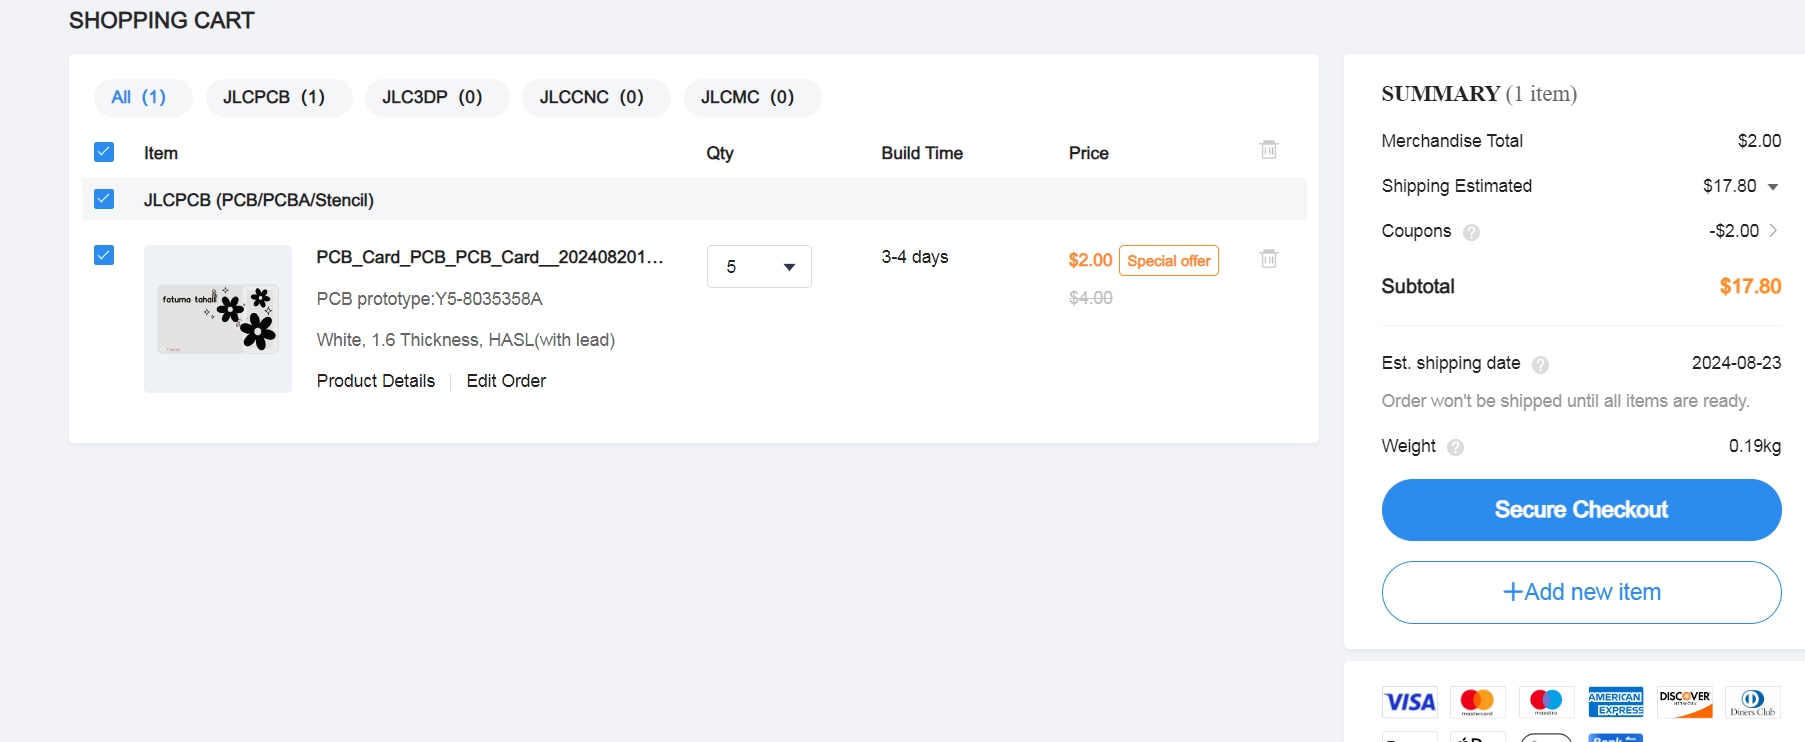 SHOPPING CART
All (1)
JLCPCB (1)
JLC3DP (0)
JLCCNC (0)
JLCMC (0)
Item
Qty
Build Time
Price
JLCPCB (PCB/PCBA/Stencil)
fatuma tahall
PCB_Card_PCB_PCB_Card__202408201...
PCB prototype:Y5-8035358A
White, 1.6 Thickness, HASL(with lead)
Product Details
Edit Order
5
3-4 days
$2.00
Special offer
$4.00
SUMMARY (1 item)
Merchandise Total
$2.00
Shipping Estimated
$17.80
Coupons ?
-$2.00
Subtotal
$17.80
Est. shipping date ?
2024-08-23
Order won't be shipped until all items are ready.
Weight ?
0.19kg
Secure Checkout
+Add new item
VISA
mastercard
maestro
AMERICAN
EXPRESS
DISCOVER
NETWORK
Diners Club